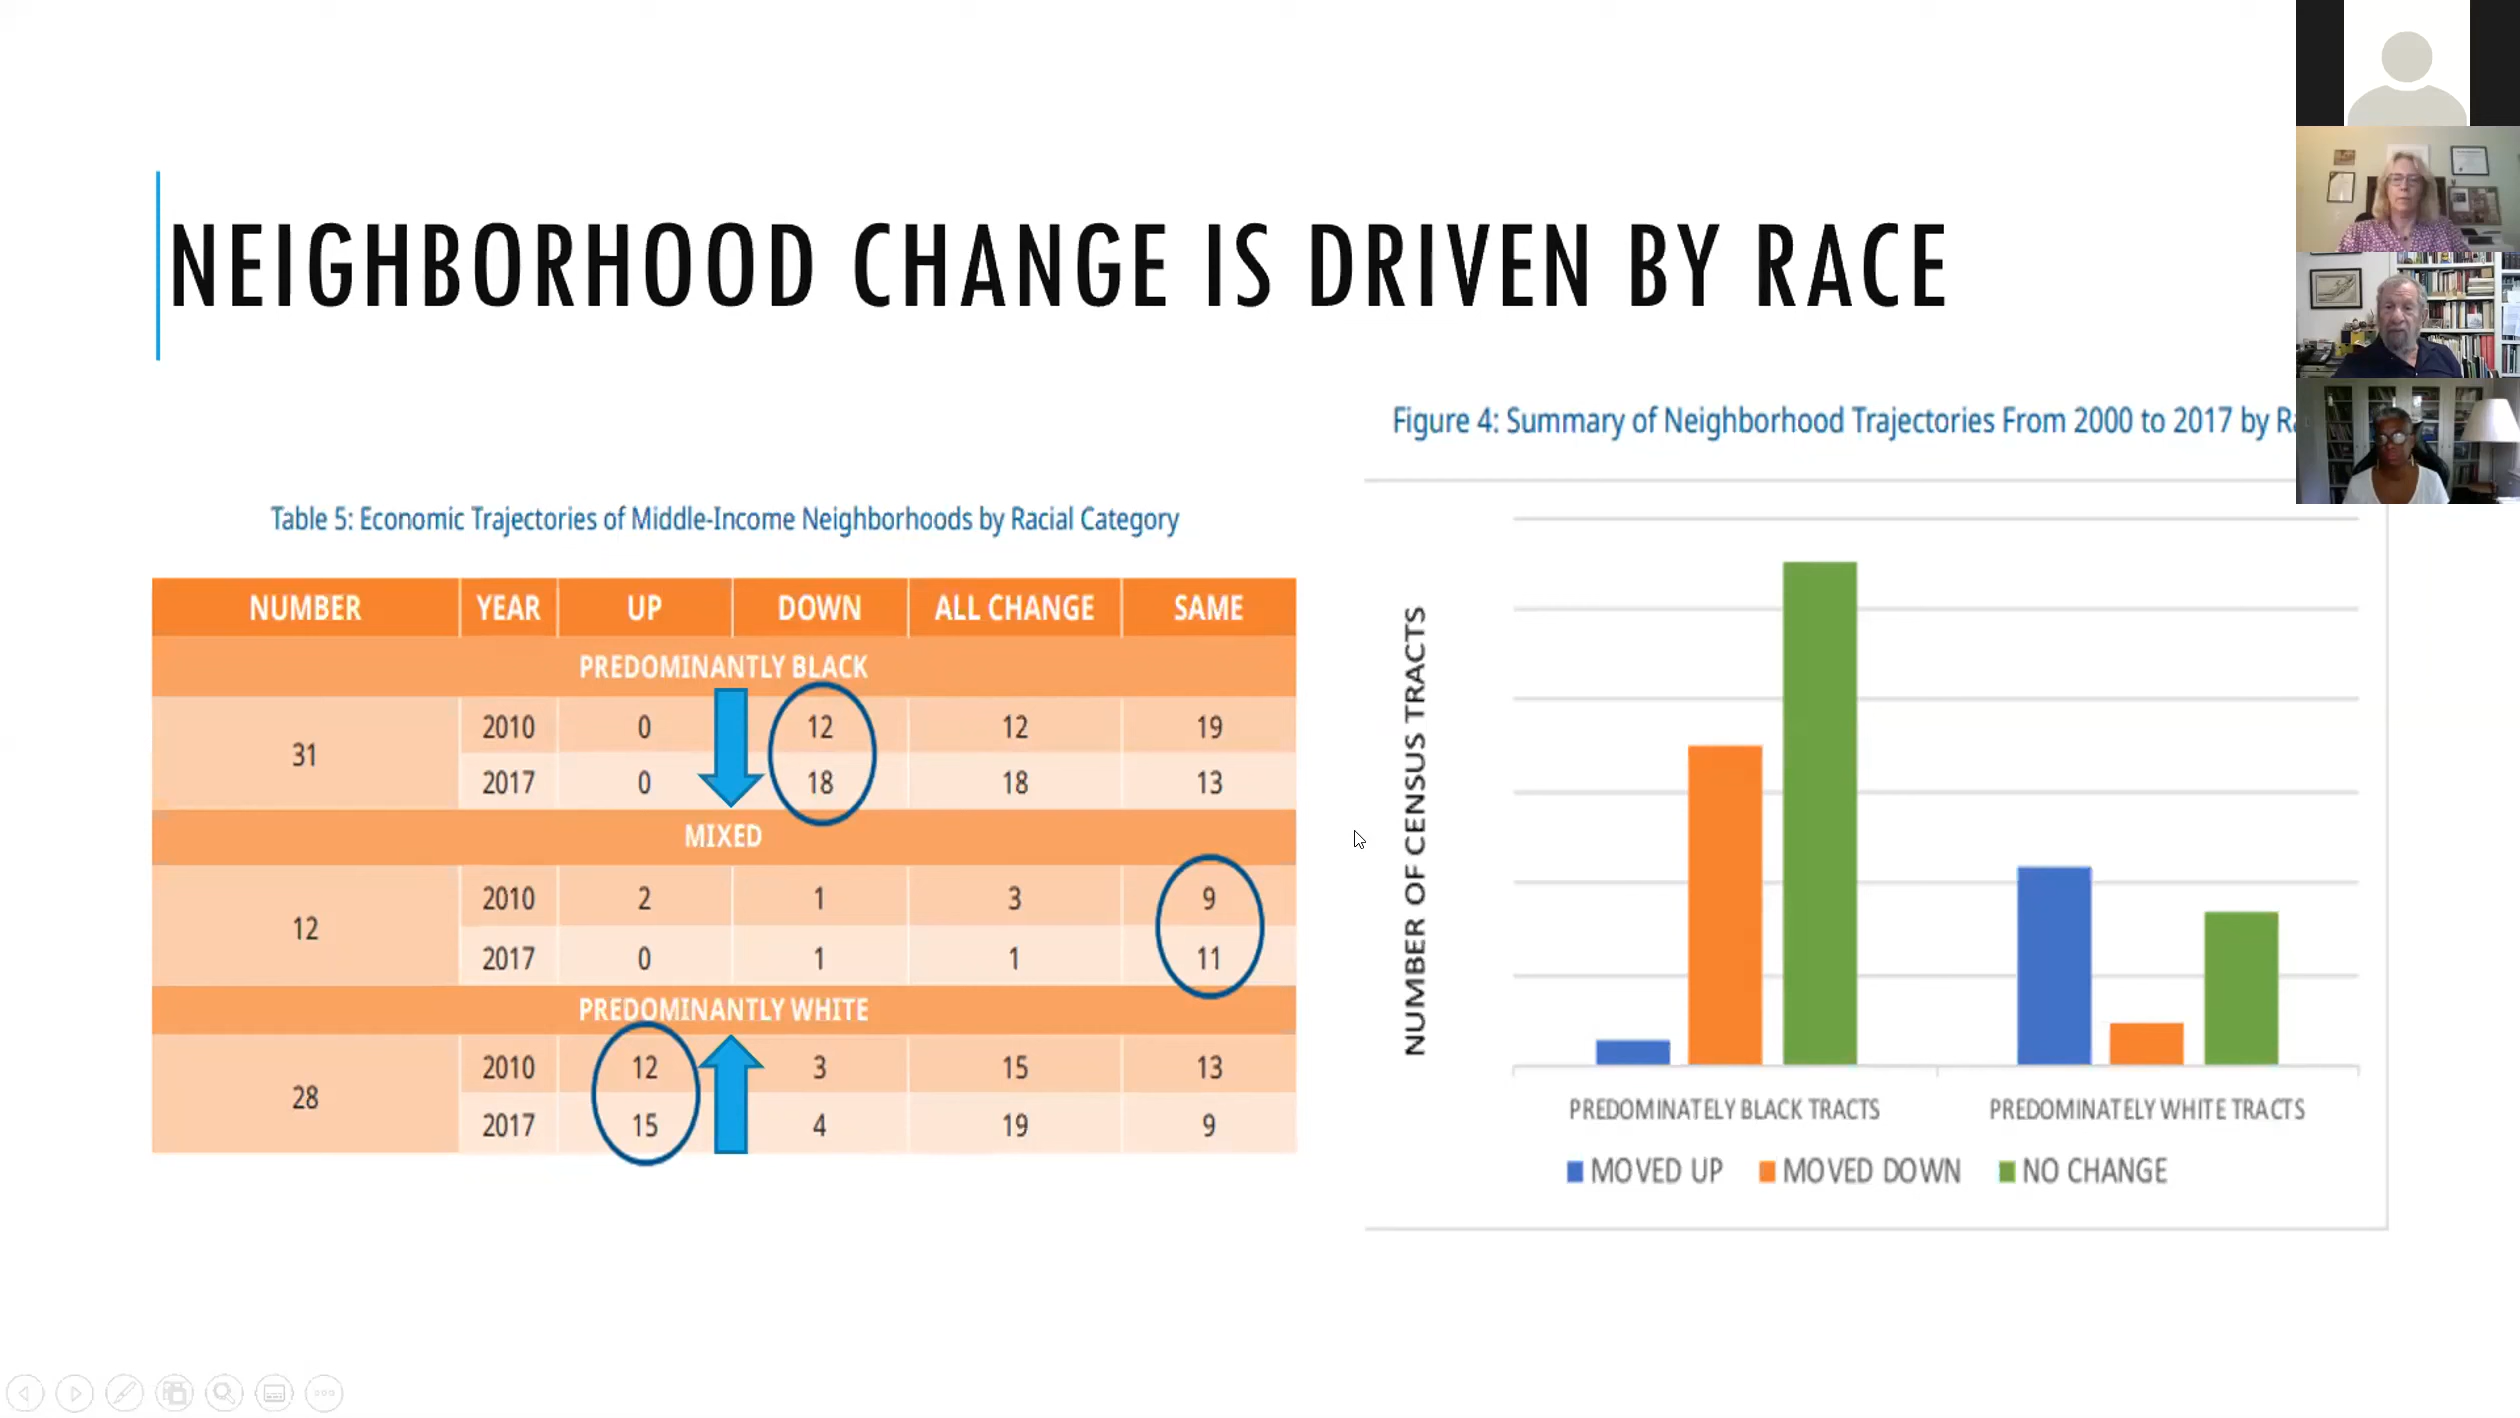 NEIGHBORHOOD CHANGE IS DRIVEN BY RACE
Table 5: Economic Trajectories of Middle-Income Neighborhoods by Racial Category
NUMBER YEAR UP DOWN ALL CHANGE SAME
PREDOMINANTLY BLACK
31
2010 0 12 12 19
2017 0 18 18 13
MIXED
12
2010 2 1 3 9
2017 0 1 1 11
PREDOMINANTLY WHITE
28
2010 12 3 15 13
2017 15 4 19 9
Figure 4: Summary of Neighborhood Trajectories From 2000 to 2017 by
NUMBER OF CENSUS TRACTS
PREDOMINATELY BLACK TRACTS PREDOMINATELY WHITE TRACTS
MOVED UP MOVED DOWN NO CHANGE